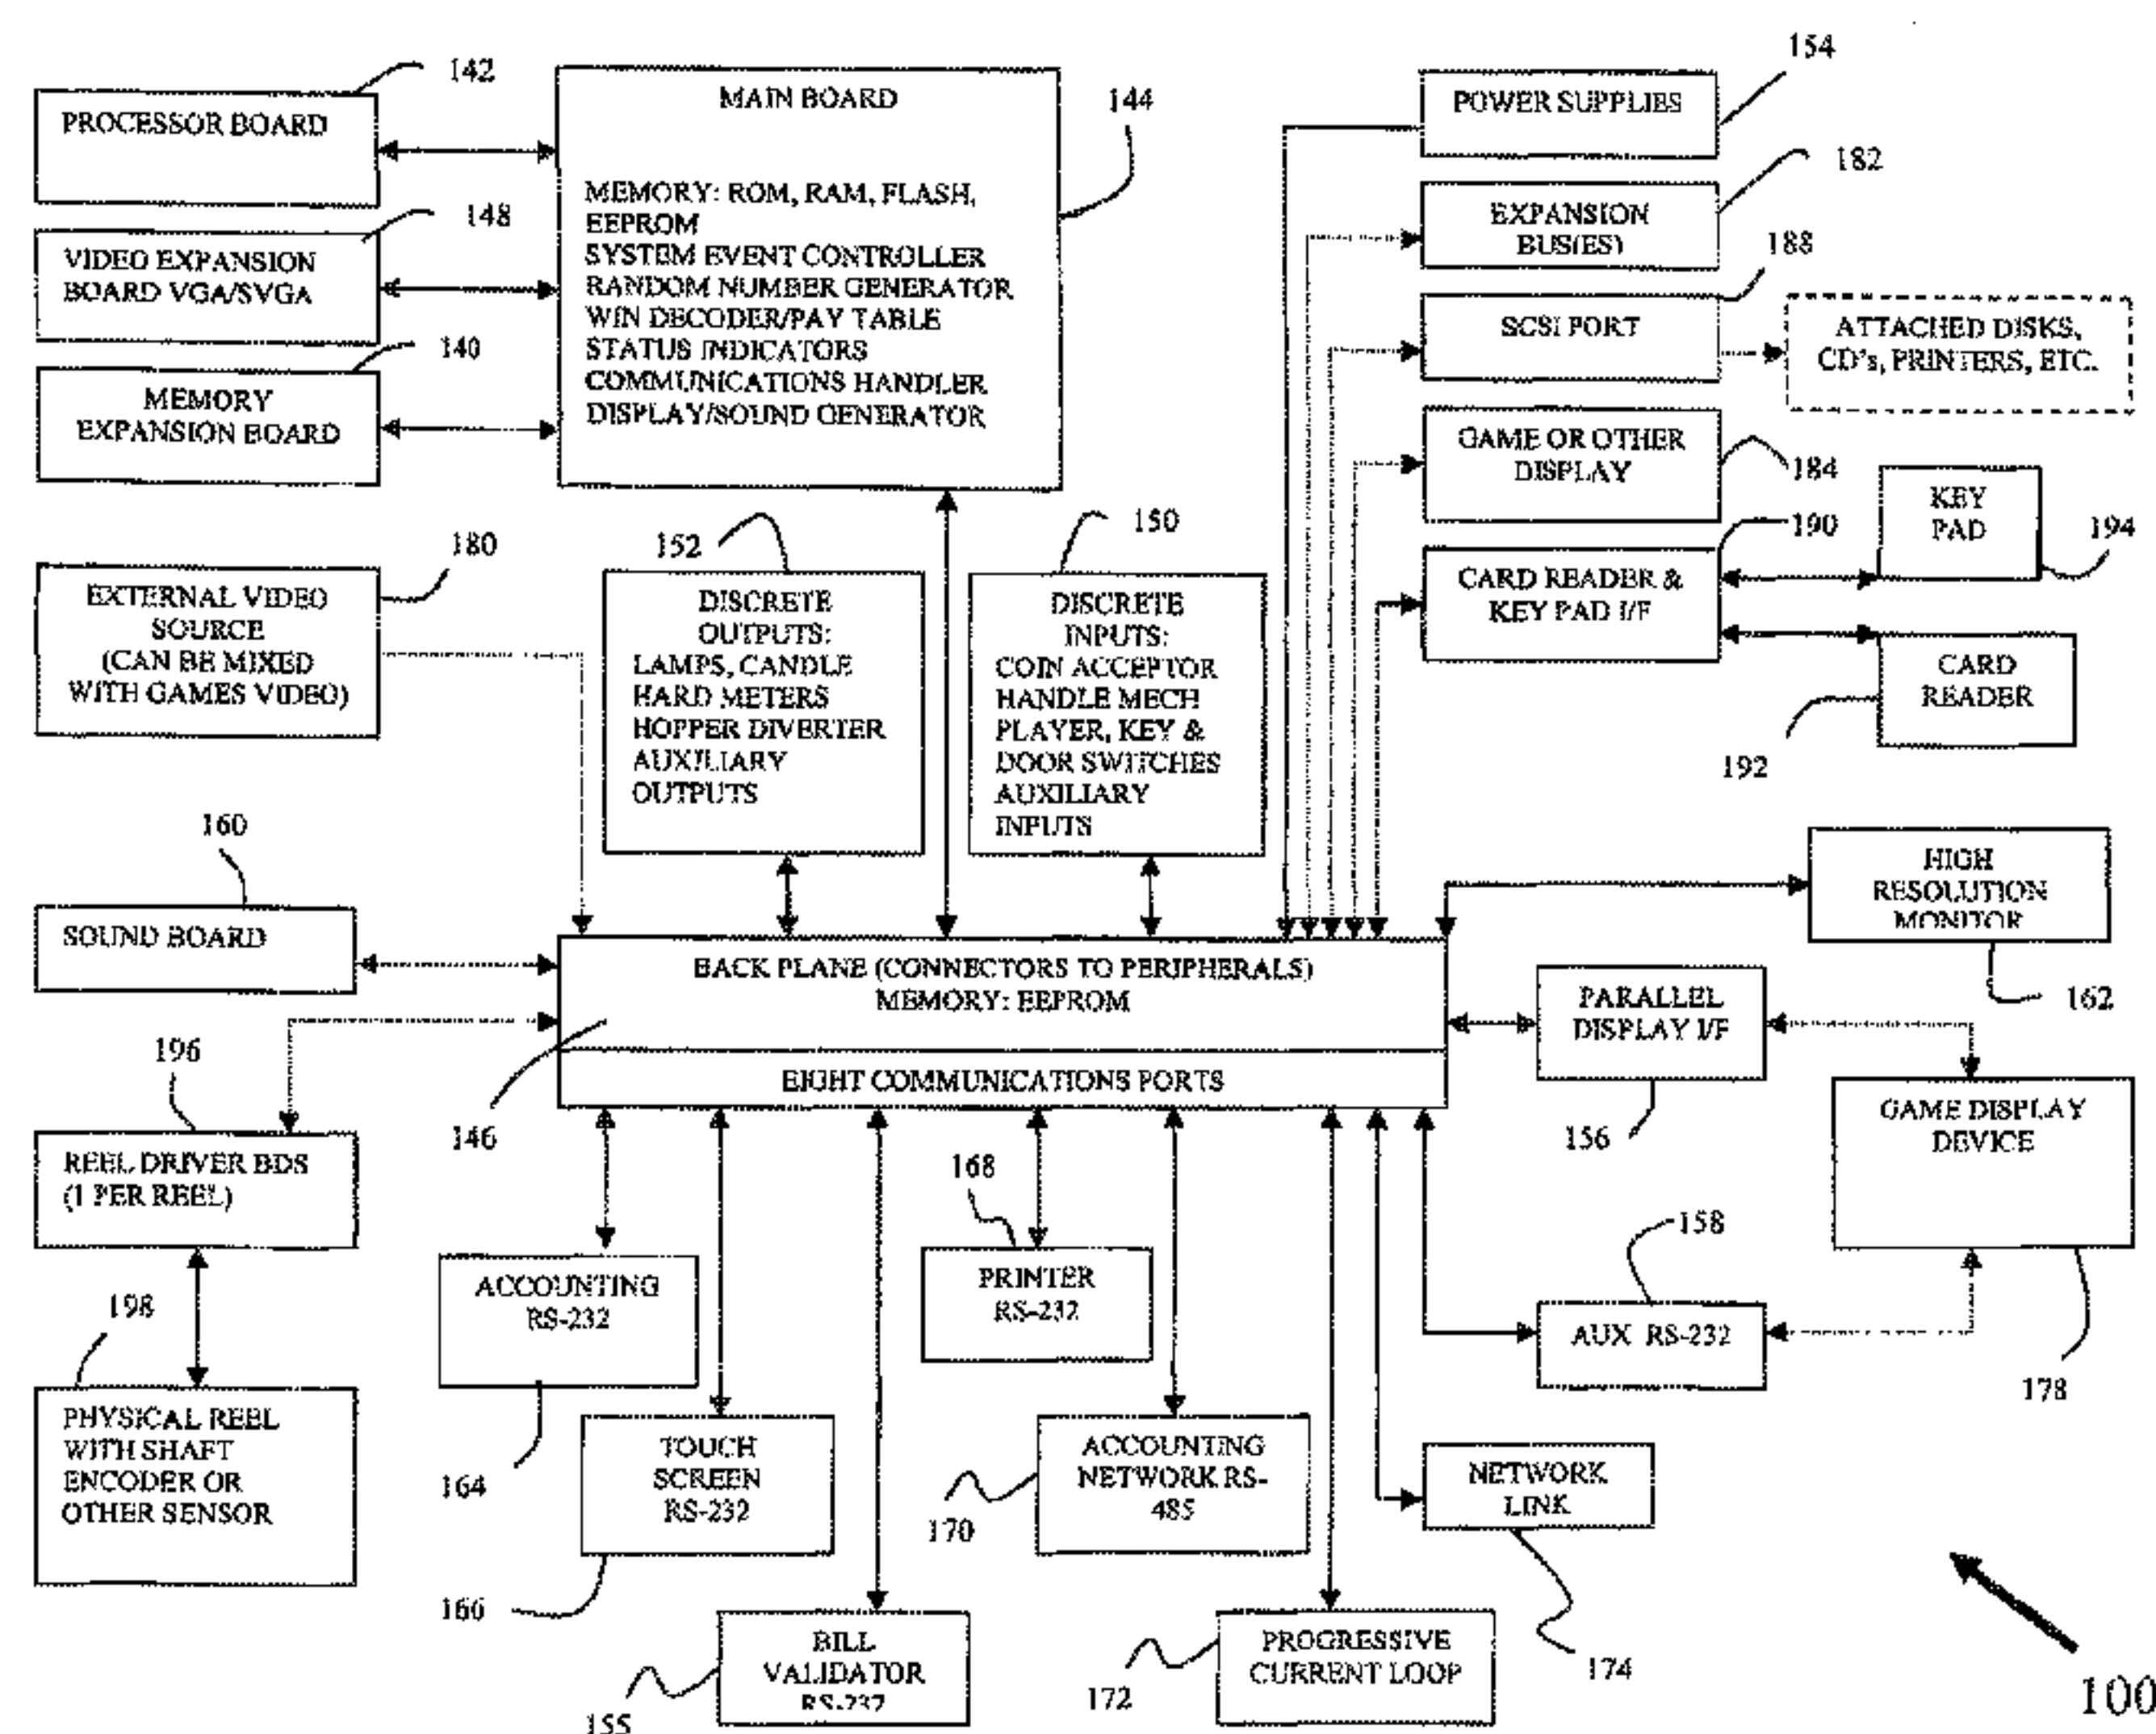 142
PROCESSOR BOARD
148
VIDEO EXPANSION
BOARD VGA/SVGA
140
MEMORY
EXPANSION BOARD
MAIN BOARD
144
MEMORY: ROM, RAM, FLASH,
EEPROM
SYSTEM EVENT CONTROLLER
RANDOM NUMBER GENERATOR
WIN DECODER/PAY TABLE
STATUS INDICATORS
COMMUNICATIONS HANDLER
DISPLAY/SOUND GENERATOR
154
POWER SUPPLIES
182
EXPANSION
BUS(ES)
188
SCSI PORT
ATTACHED DISKS,
CD's, PRINTERS, ETC.
GAME OR OTHER
DISPLAY
184
190
CARD READER &
KEY PAD I/F
KEY
PAD
194
CARD
READER
192
180
EXTERNAL VIDEO
SOURCE
(CAN BE MIXED
WITH GAMES VIDEO)
152
DISCRETE
OUTPUTS:
LAMPS, CANDLE
HARD METERS
HOPPER DIVERTER
AUXILIARY
OUTPUTS
150
DISCRETE
INPUTS:
COIN ACCEPTOR
HANDLE MECH
PLAYER, KEY &
DOOR SWITCHES
AUXILIARY
INPUTS
160
SOUND BOARD
HIGH
RESOLUTION
MONITOR
162
BACK PLANE (CONNECTORS TO PERIPHERALS)
MEMORY: EEPROM
EIGHT COMMUNICATIONS PORTS
146
PARALLEL
DISPLAY I/F
156
GAME DISPLAY
DEVICE
178
196
REEL DRIVER BDS
(1 PER REEL)
198
PHYSICAL REEL
WITH SHAFT
ENCODER OR
OTHER SENSOR
ACCOUNTING
RS-232
164
168
PRINTER
RS-232
158
AUX RS-232
TOUCH
SCREEN
RS-232
166
ACCOUNTING
NETWORK RS-
485
170
NETWORK
LINK
174
BILL
VALIDATOR
RS-232
155
PROGRESSIVE
CURRENT LOOP
172
100